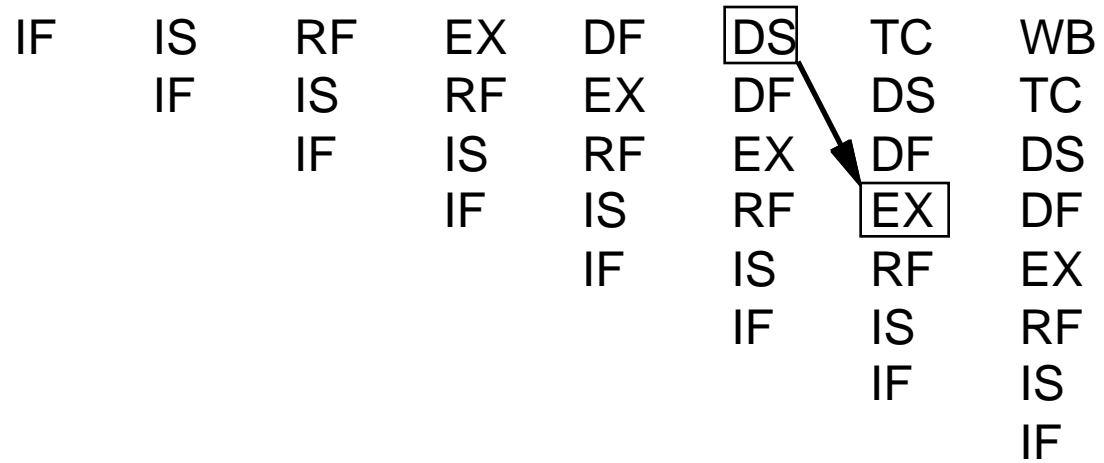 IF IS RF EX DF DS TC WB
IF IS RF EX DF DS TC
IF IS RF EX DF DS
IF IS RF EX DF
IF IS RF EX
IF IS RF
IF IS
IF